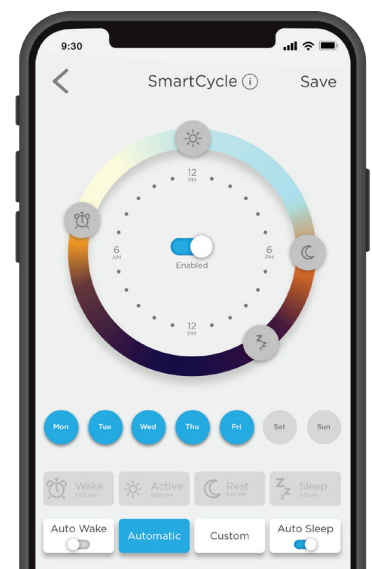 9:30
SmartCycle i Save
12
PM
6
AM
Enabled
6
PM
12
PM
z z z
Mon Tue Wed Thu Fri Sat Sun
Wake
Active
Rest
Z Z Z
Sleep
Auto Wake Automatic Custom Auto Sleep